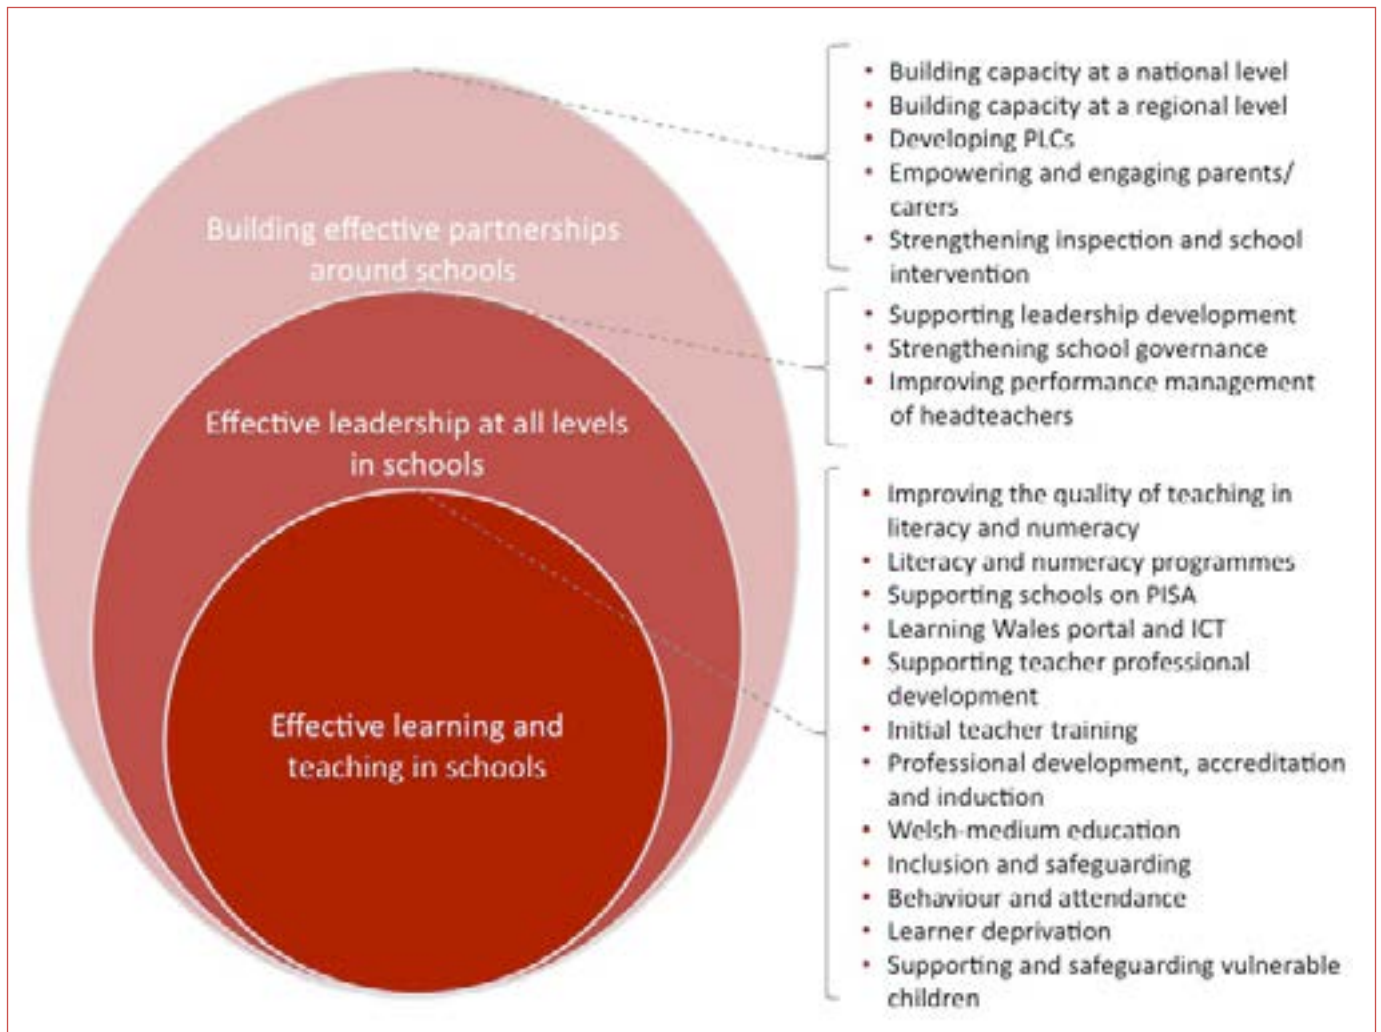 Building effective partnerships
around schools
Effective leadership at all levels
in schools
Effective learning and
teaching in schools
• Building capacity at a national level
• Building capacity at a regional level
• Developing PLCs
• Empowering and engaging parents/
carers
• Strengthening inspection and school
intervention
• Supporting leadership development
• Strengthening school governance
• Improving performance management
of headteachers
• Improving the quality of teaching in
literacy and numeracy
• Literacy and numeracy programmes
• Supporting schools on PISA
• Learning Wales portal and ICT
• Supporting teacher professional
development
• Initial teacher training
• Professional development, accreditation
and induction
• Welsh-medium education
• Inclusion and safeguarding
• Behaviour and attendance
• Learner deprivation
• Supporting and safeguarding vulnerable
children